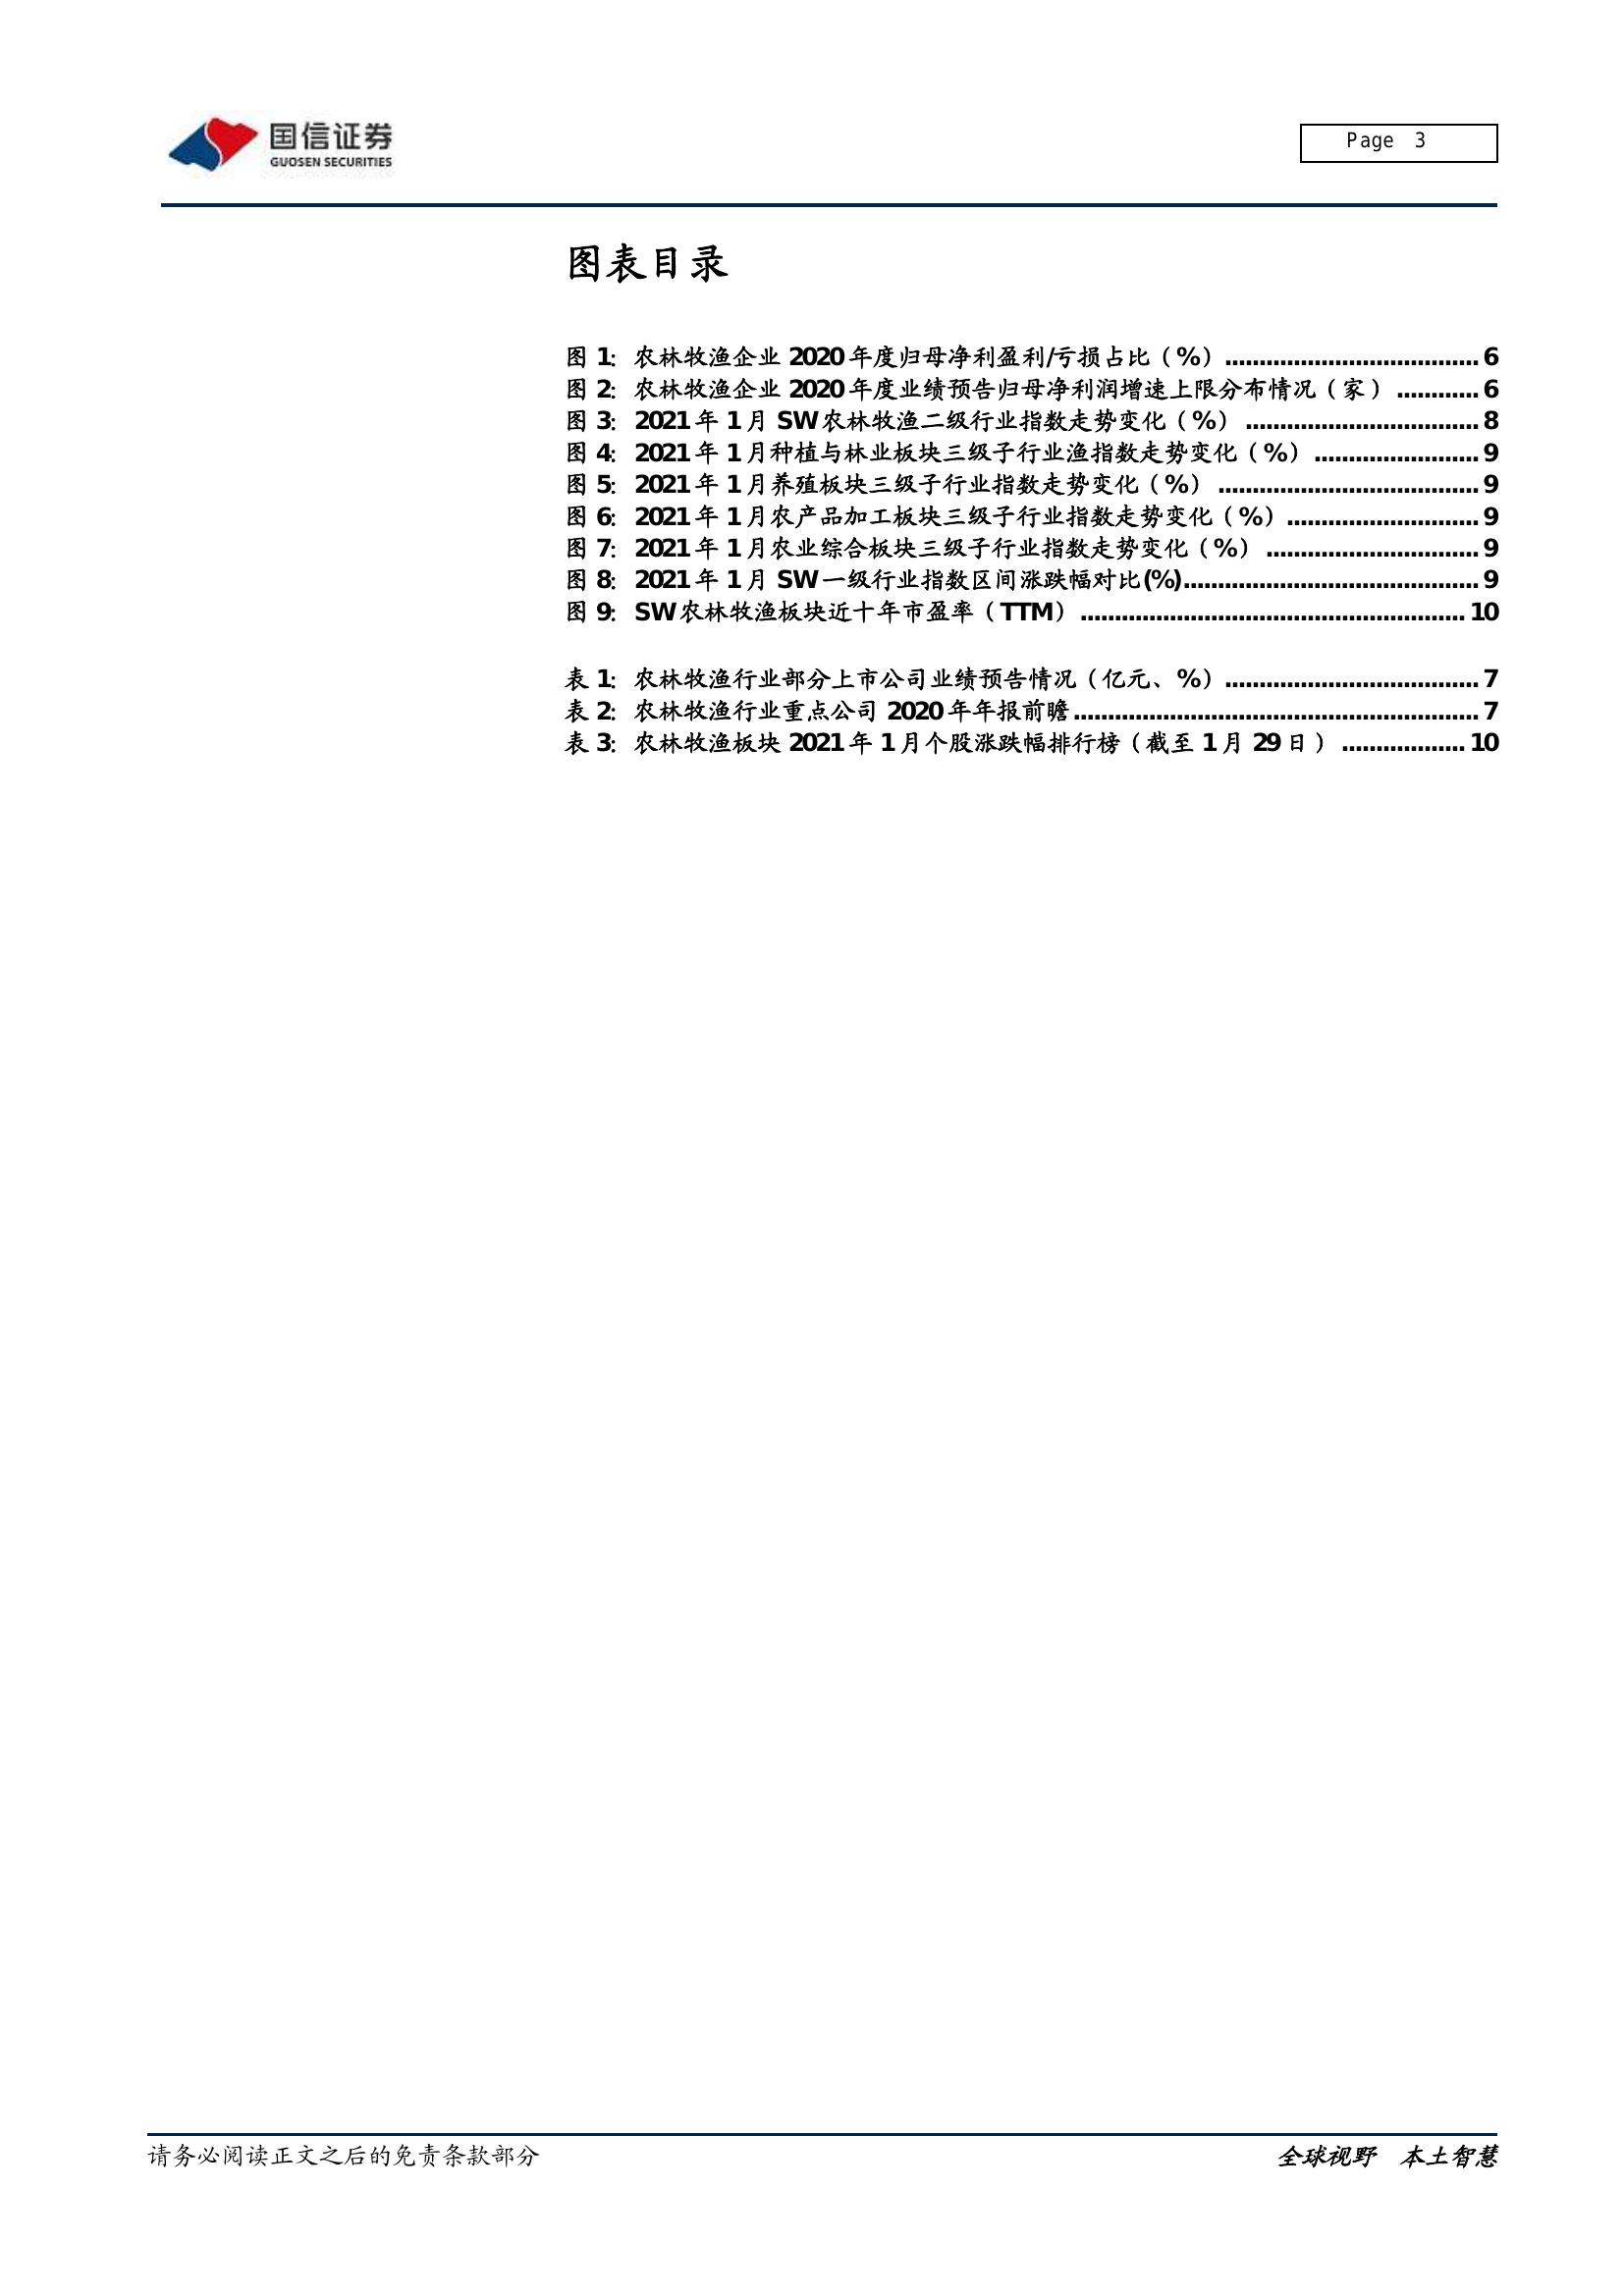 国信证券
GUOSEN SECURITIES
Page 3
图表目录
图 1: 农林牧渔企业 2020 年度归母净利盈利/亏损占比（%）..................................... 6
图 2: 农林牧渔企业 2020 年度业绩预告归母净利润增速上限分布情况（家） ............ 6
图 3: 2021 年 1 月 SW 农林牧渔二级行业指数走势变化（%） .................................. 8
图 4: 2021 年 1 月种植与林业板块三级子行业渔指数走势变化（%） ........................ 9
图 5: 2021 年 1 月养殖板块三级子行业指数走势变化（%） ...................................... 9
图 6: 2021 年 1 月农产品加工板块三级子行业指数走势变化（%）............................ 9
图 7: 2021 年 1 月农业综合板块三级子行业指数走势变化（%） ............................... 9
图 8: 2021 年 1 月 SW 一级行业指数区间涨跌幅对比(%)........................................... 9
图 9: SW 农林牧渔板块近十年市盈率（TTM） ........................................................ 10
表 1: 农林牧渔行业部分上市公司业绩预告情况（亿元、%）..................................... 7
表 2: 农林牧渔行业重点公司 2020 年年报前瞻........................................................... 7
表 3: 农林牧渔板块 2021 年 1 月个股涨跌幅排行榜（截至 1 月 29 日） .................. 10
请务必阅读正文之后的免责条款部分
全球视野 本土智慧